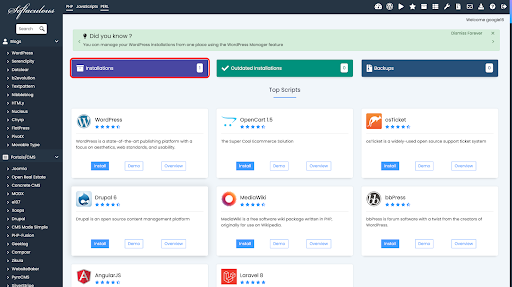 Softaculous
PHP JavaScripts PERL
Welcome google15
Search
Blogs
WordPress
Serendipity
Dotclear
b2evolution
Textpattern
Nibbleblog
HTMLy
Nucleus
Chyrp
FlatPress
PivotX
Movable Type
Portals/CMS
Joomla
Open Real Estate
Concrete CMS
MODX
e107
Xoops
Drupal
CMS Made Simple
PHP-Fusion
Geeklog
Composr
Zikula
WebsiteBaker
PyroCMS
SilverStripe
Did you know ?
Dismiss Forever
You can manage your WordPress installations from one place using the WordPress Manager feature
Installations
Outdated Installations
Backups
Top Scripts
WordPress
WordPress is a state-of-the-art publishing platform with a
focus on aesthetics, web standards, and usability.
Install Demo Overview
OpenCart 1.5
The Super Cool Ecommerce Solution
Install Demo Overview
osTicket
osTicket is a widely-used open source support ticket system
Install Demo Overview
Drupal 6
Drupal is an open source content management platform
Install Demo Overview
MediaWiki
MediaWiki is a free software wiki package written in PHP,
originally for use on Wikipedia.
Install Demo Overview
bbPress
bbPress is forum software with a twist from the creators of
WordPress.
Install Demo Overview
AngularJS
Laravel 8